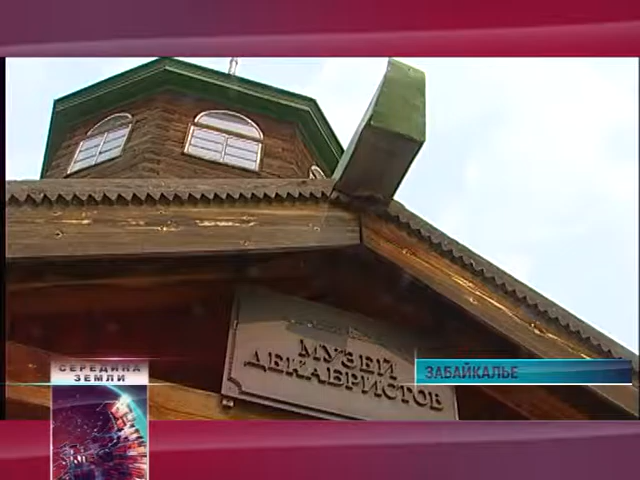 МУЗЕЙ
ДЕКАБРИСТОВ
ЗАБАЙКАЛЬЕ
СЕРЕДИНА
ЗЕМЛИ